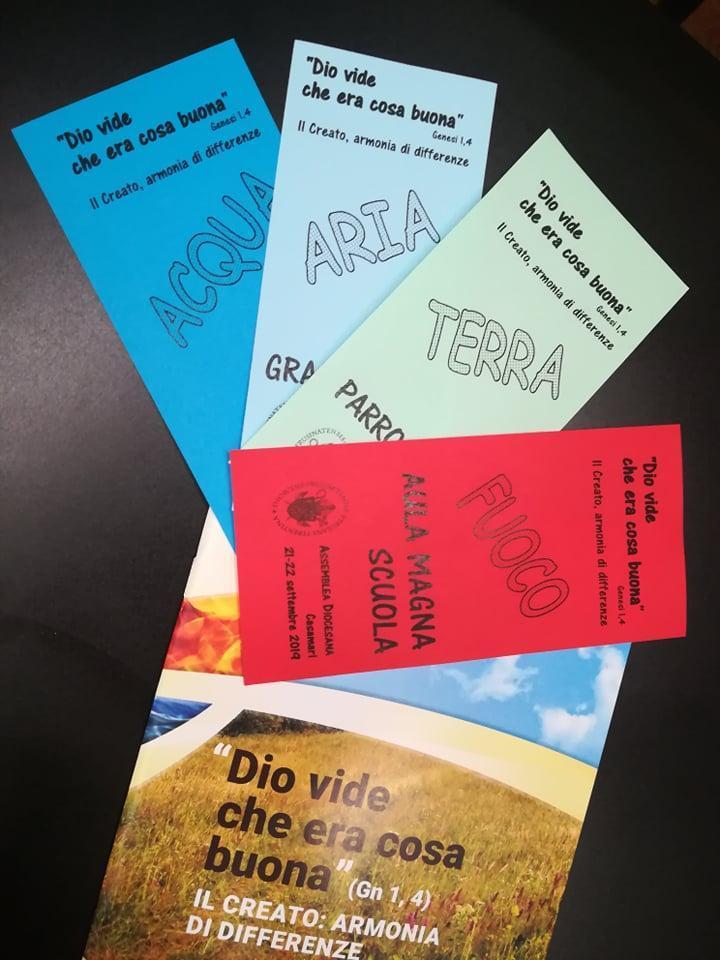 "Dio vide
che era cosa buona"
Genesi 1,4
Il Creato, armonia di differenze
ACQUA
"Dio vide
che era cosa buona"
Genesi 1,4
Il Creato, armonia di differenze
ARIA
GRA
"Dio vide
che era cosa buona"
Genesi 1,4
Il Creato, armonia di differenze
TERRA
PARRO
"Dio vide
che era cosa buona"
Genesi 1,4
Il Creato, armonia di differenze
FUOCO
AULA MAGNA
SCUOLA
ASSEMBLEA DIOCESANA
Casamari
21-22 settembre 2019
"Dio vide
che era cosa
buona" (Gn 1, 4)
IL CREATO: ARMONIA
DI DIFFERENZE